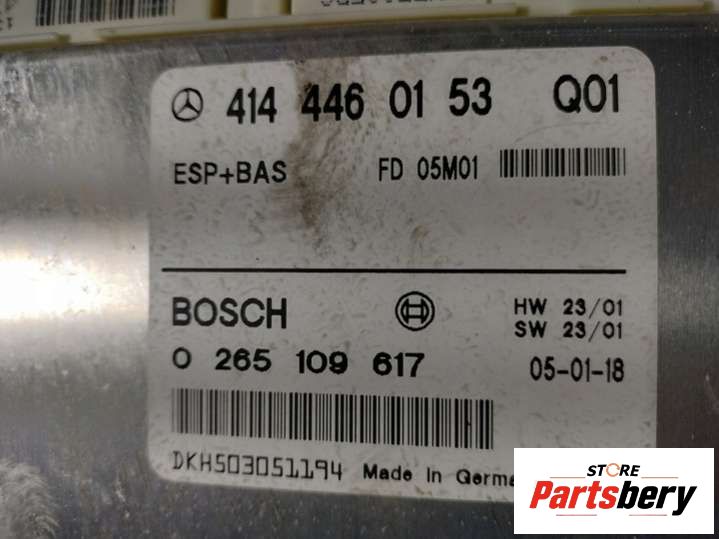 414 446 01 53 Q01
ESP+BAS FD 05M01
BOSCH HW 23/01
SW 23/01
0 265 109 617 05-01-18
DKH503051194 Made In
STORE
Partsbery